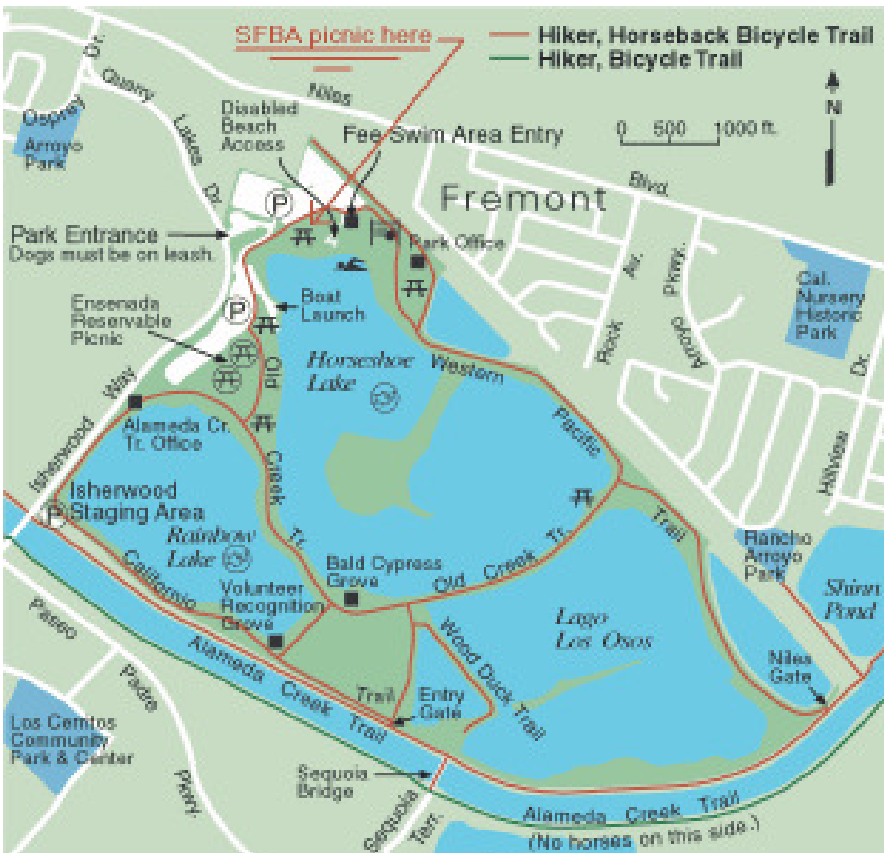 SFBA picnic here
Hiker, Horseback Bicycle Trail
Hiker, Bicycle Trail
N
0 500 1000 ft.
Dr.
Quarry
Lakes
Dr.
Niles
Blvd.
Osprey
Arroyo
Park
Disabled
Beach
Access
Fee Swim Area Entry
Fremont
P
Park Entrance
Dogs must be on leash.
Park Office
Rock
Av.
Arroyo
Pkwy.
Cal.
Nursery
Historic
Park
Dr.
Hillview
Ensenada
Reservable
Picnic
P
Boat
Launch
Horseshoe
Lake
Western
Pacific
Trail
Old
Creek
Tr.
Isherwood
Way
Alameda Cr.
Tr. Office
Isherwood
Staging Area
P
Rainbow
Lake
Californio
Trail
Volunteer
Recognition
Grove
Bald Cypress
Grove
Old Creek Tr.
Rancho
Arroyo
Park
Shinn
Pond
Lago
Los Osos
Niles
Gate
Wood Duck Trail
Entry
Gate
Paseo
Padre
Pkwy.
Alameda Creek Trail
Los Cerritos
Community
Park & Center
Sequoia
Bridge
Sequoia
Terr.
Alameda Creek Trail
(No horses on this side.)